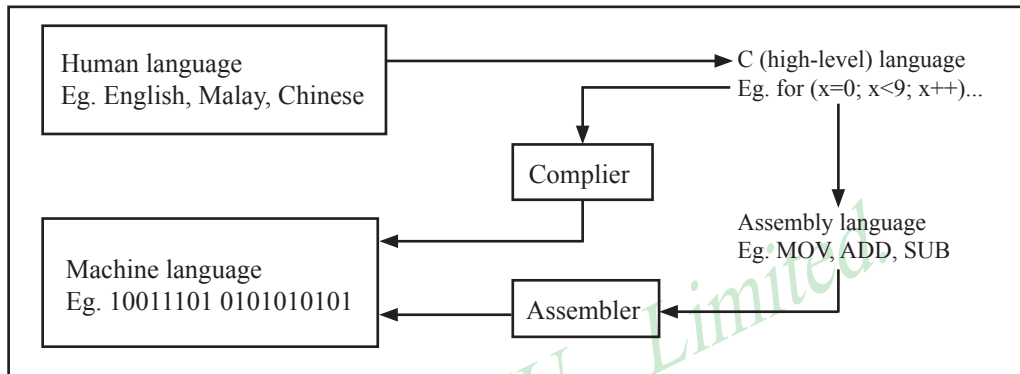 Human language
Eg. English, Malay, Chinese
C (high-level) language
Eg. for (x=0; x<9; x++)...
Complier
Assembly language
Eg. MOV, ADD, SUB
Machine language
Eg. 10011101 0101010101
Assembler
Limited.